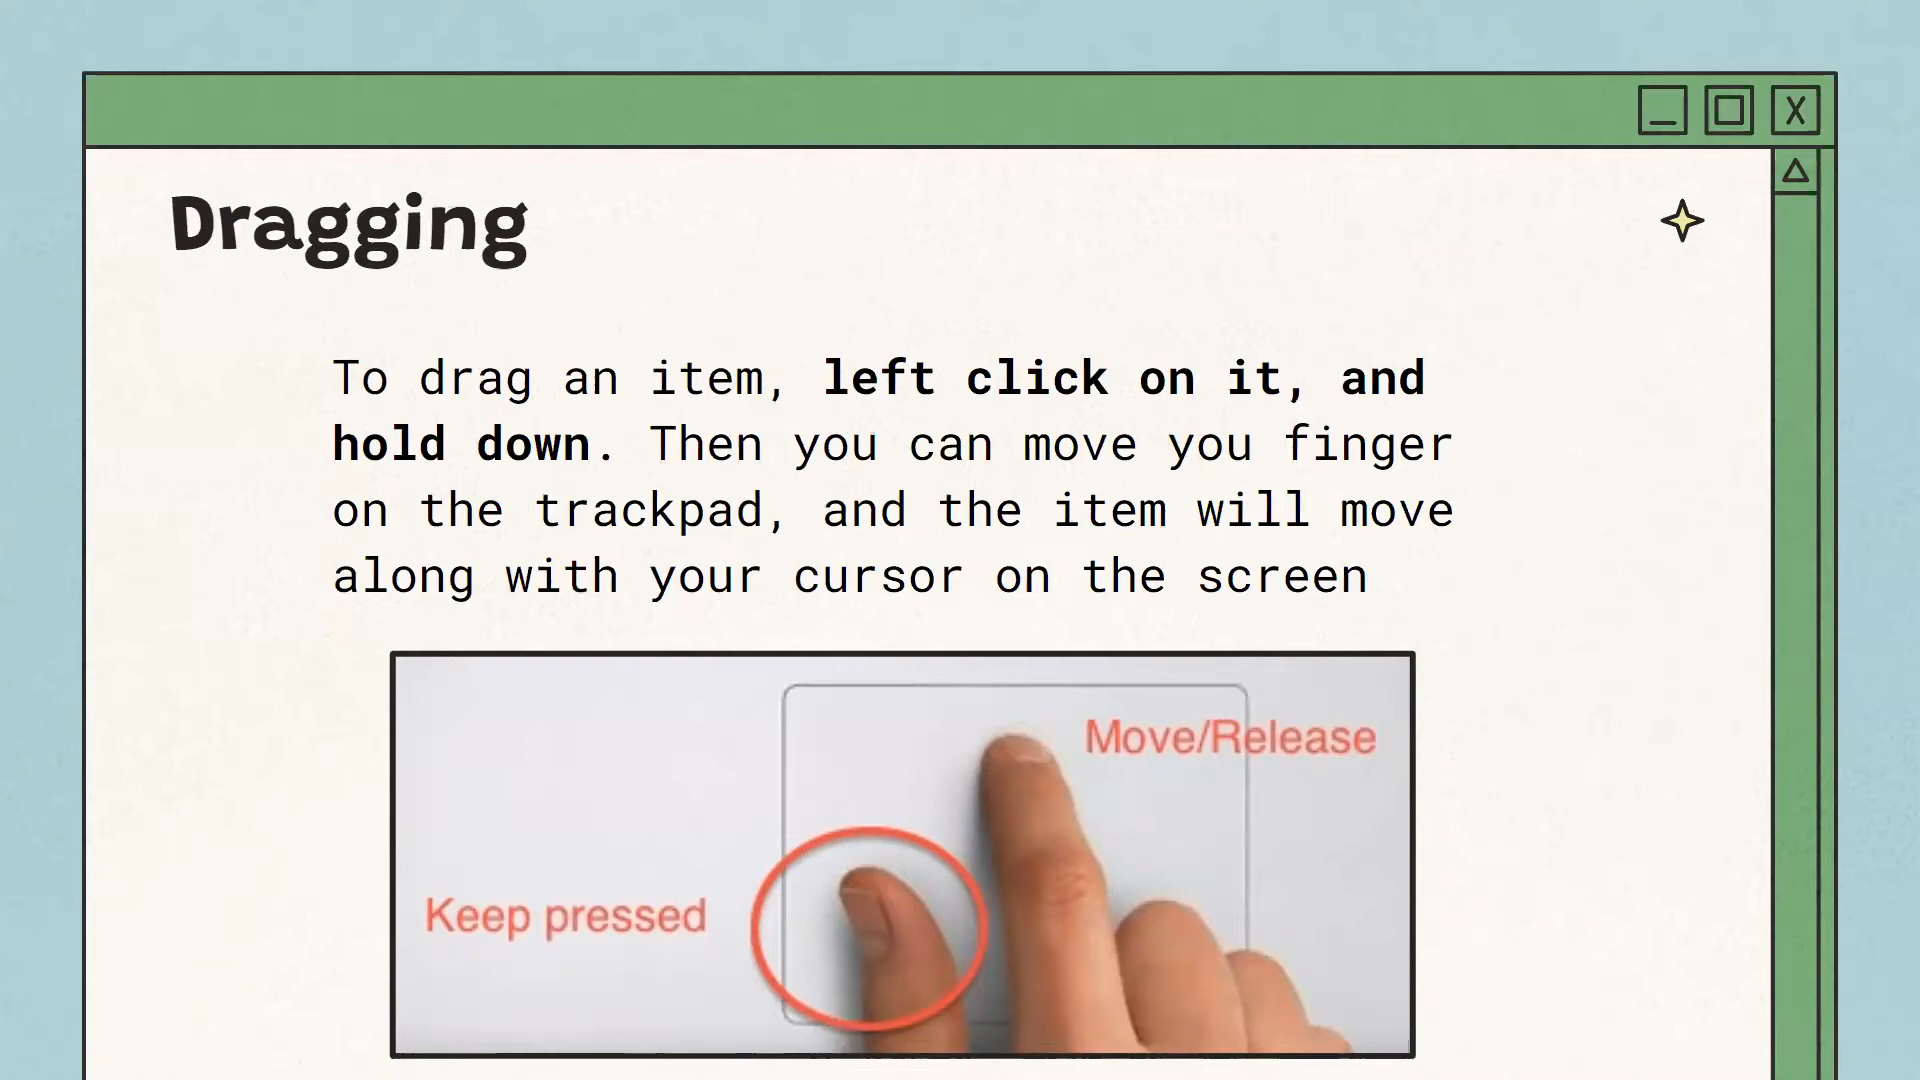 Dragging
To drag an item, left click on it, and
hold down. Then you can move you finger
on the trackpad, and the item will move
along with your cursor on the screen
Move/Release
Keep pressed